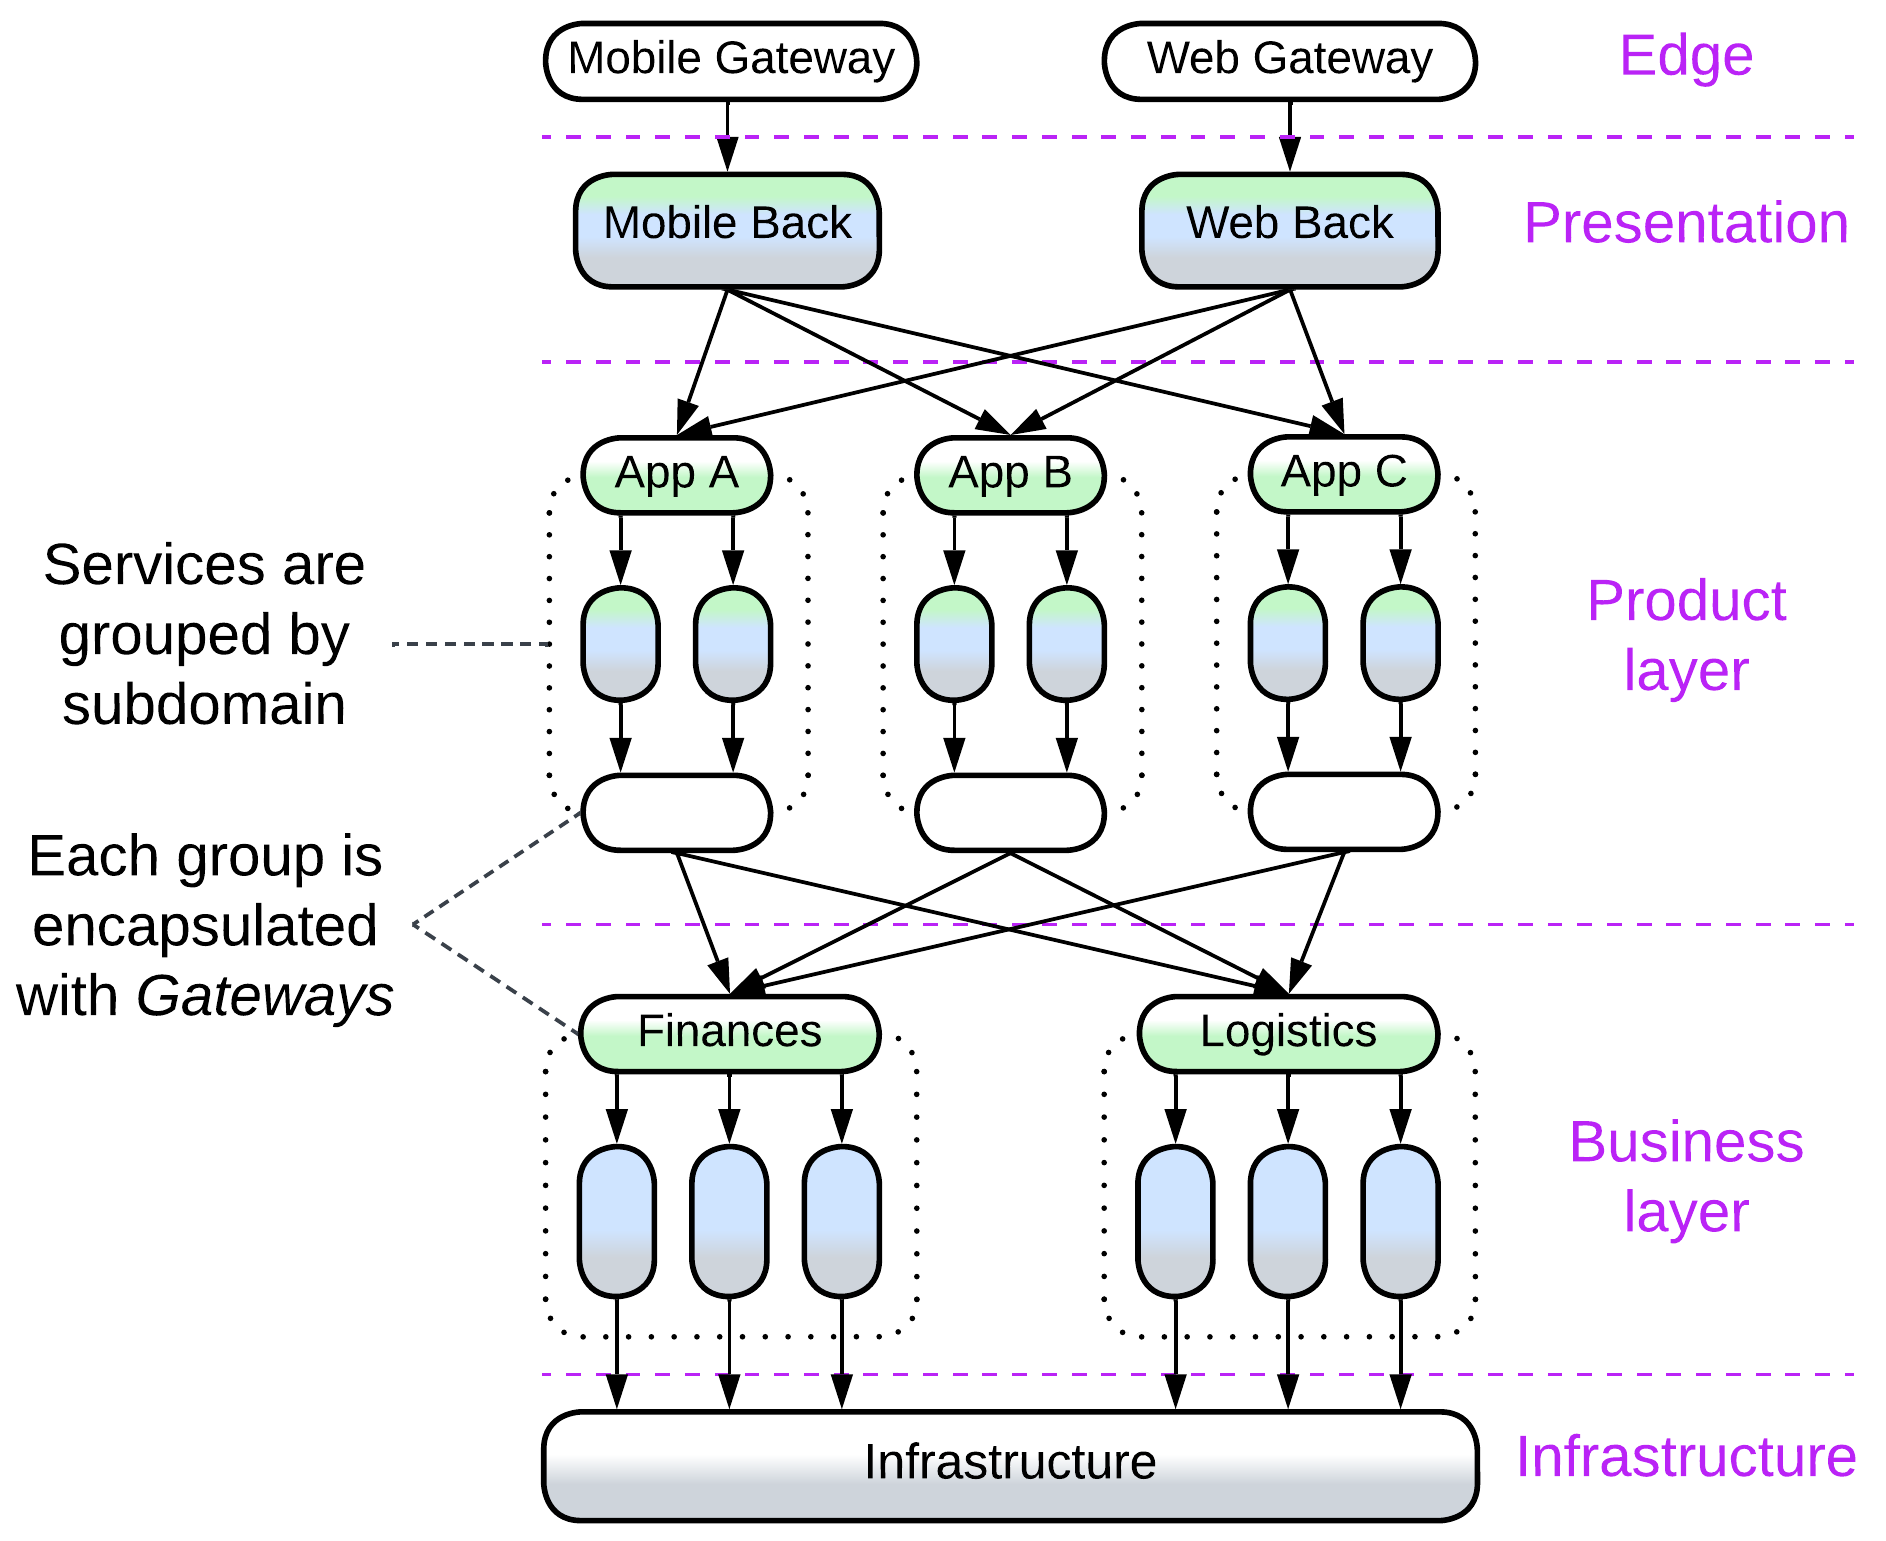 Mobile Gateway
Web Gateway
Edge
Mobile Back
Web Back
Presentation
App A
App B
App C
Services are
grouped by
subdomain
Product
layer
Each group is
encapsulated
with Gateways
Finances
Logistics
Business
layer
Infrastructure
Infrastructure